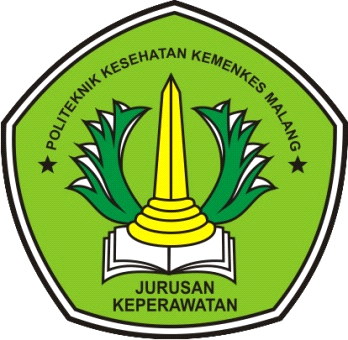 POLITEKNIK KESEHATAN KEMENKES MALANG
JURUSAN
KEPERAWATAN